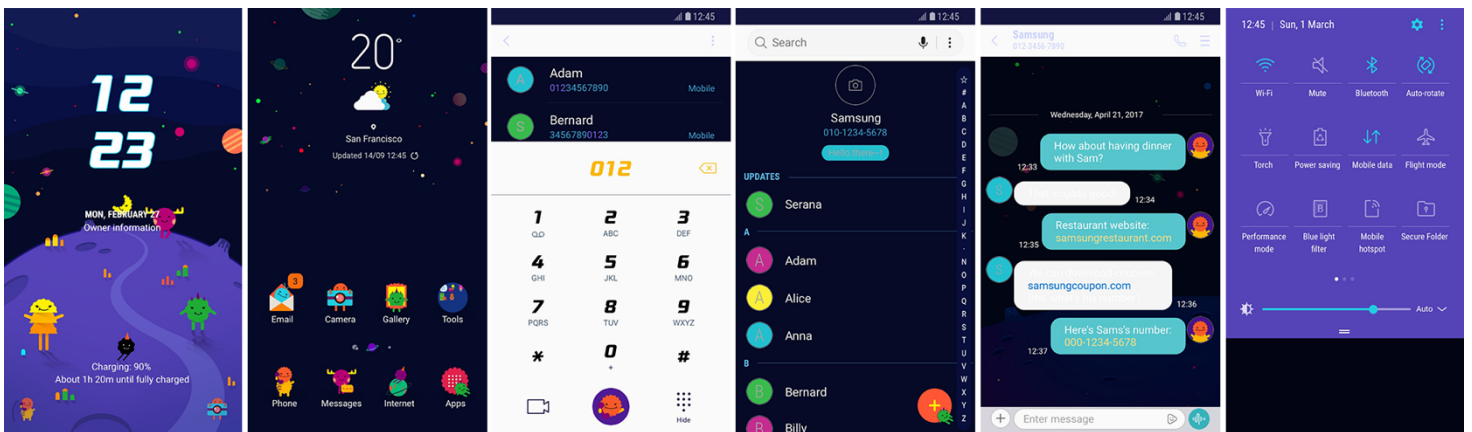 12
23
MON, FEBRUARY 27
Owner information
Charging: 90%
About 1h 20m until fully charged
20°
San Francisco
Updated 14/09 12:45
3
Email
Camera
Gallery
Tools
Phone
Messages
Internet
Apps
12:45
A
Adam
01234567890
Mobile
S
Bernard
34567890123
Mobile
012
1
2
ABC
3
DEF
4
GHI
5
JKL
6
MNO
7
PQRS
8
TUV
9
WXYZ
*
0
+
#
Hide
12:45
Search
Samsung
010-1234-5678
Hello there~!
UPDATES
S
Serana
A
A
Adam
A
Alice
A
Anna
B
B
Bernard
B
Billy
#
A
B
C
D
E
F
G
H
I
J
K
N
O
P
Q
R
S
T
U
V
W
X
Y
Z
12:45
Samsung
012-3456-7890
Wednesday, April 21, 2017
How about having dinner
with Sam?
12:33
S
12:34
Restaurant website:
samsungrestaurant.com
12:35
S
samsungcoupon.com
12:36
Here's Sams's number:
000-1234-5678
12:37
Enter message
12:45 | Sun, 1 March
Wi-Fi
Mute
Bluetooth
Auto-rotate
Torch
Power saving
Mobile data
Flight mode
Performance
mode
B
Blue light
filter
Mobile
hotspot
Secure Folder
Auto